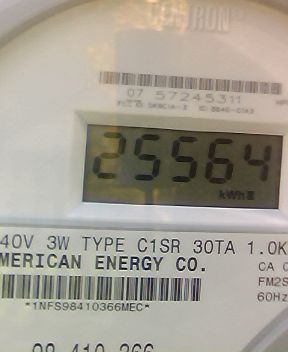 07 57245311
25564
kWh
40V 3W TYPE C1SR 30TA 1.0K
MERICAN ENERGY CO.
CA
FM2S
60Hz
*1NFS98410366MEC*
98 410 366